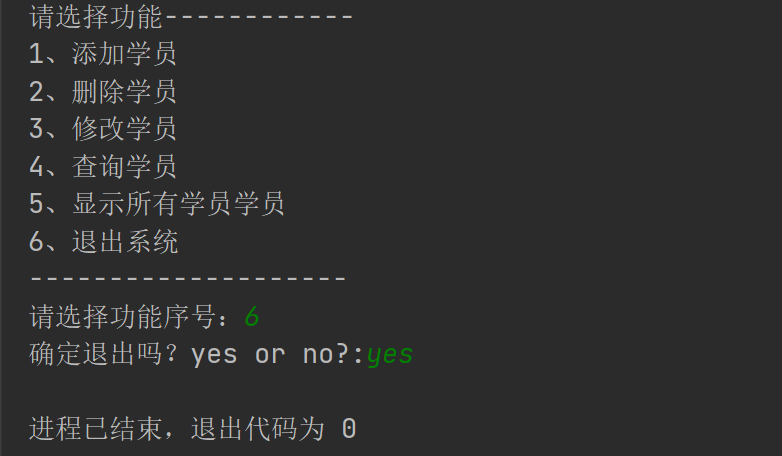 请选择功能------------
1、添加学员
2、删除学员
3、修改学员
4、查询学员
5、显示所有学员学员
6、退出系统
--------------------
请选择功能序号：6
确定退出吗？yes or no?:yes
进程已结束，退出代码为 0